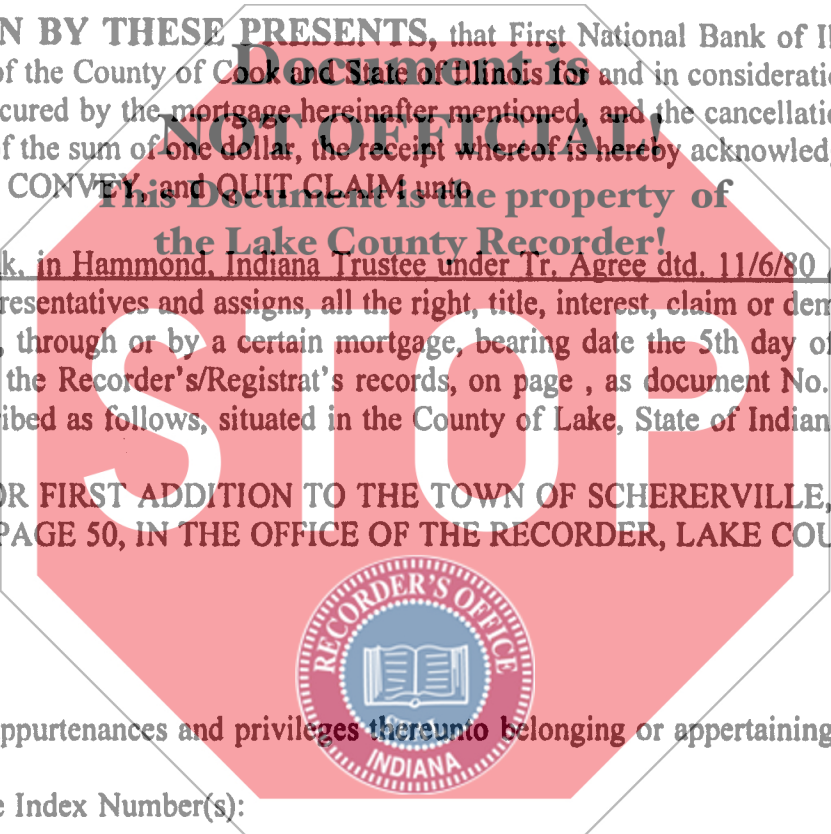 N BY THESE PRESENTS, that First National Bank of Il
Document is
of the County of Cook and State of Illinois for and in consideratio
cured by the mortgage hereinafter mentioned, and the cancellatio
NOT OFFICIAL!
f the sum of one dollar, the receipt whereof is hereby acknowled
CONVEY, and QUIT CLAIM unto
This Document is the property of
the Lake County Recorder!
k, in Hammond, Indiana Trustee under Tr. Agree dtd. 11/6/80
resentatives and assigns, all the right, title, interest, claim or dem
, through or by a certain mortgage, bearing date the 5th day of
the Recorder's/Registrat's records, on page , as document No.
ibed as follows, situated in the County of Lake, State of Indian
STOP
OR FIRST ADDITION TO THE TOWN OF SCHERERVILLE,
PAGE 50, IN THE OFFICE OF THE RECORDER, LAKE COU
RECORDER'S OFFICE
ppurtenances and privileges thereunto belonging or appertaining
INDIANA
e Index Number(s):